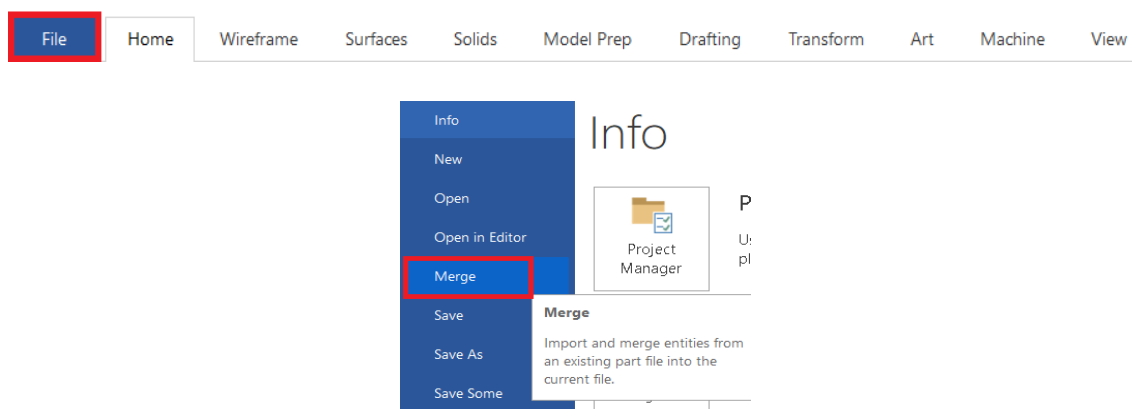 File Home Wireframe Surfaces Solids Model Prep Drafting Transform Art Machine View
Info
New
Open
Open in Editor
Merge
Save
Save As
Save Some
Info
Project
Manager
P
pl
Merge
Import and merge entities from
an existing part file into the
current file.